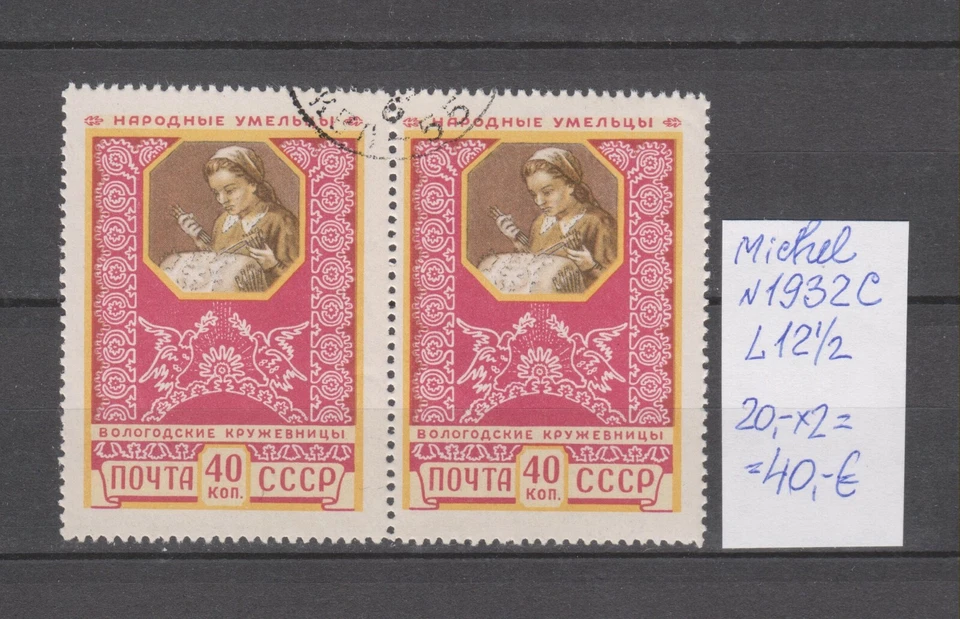 НАРОДНЫЕ УМЕЛЬЦЫ
ВОЛОГОДСКИЕ КРУЖЕВНИЦЫ
ПОЧТА 40 КОП. СССР
НАРОДНЫЕ УМЕЛЬЦЫ
ВОЛОГОДСКИЕ КРУЖЕВНИЦЫ
ПОЧТА 40 КОП. СССР
Michel
N1932C
L12½
20,-x2=
=40,-€